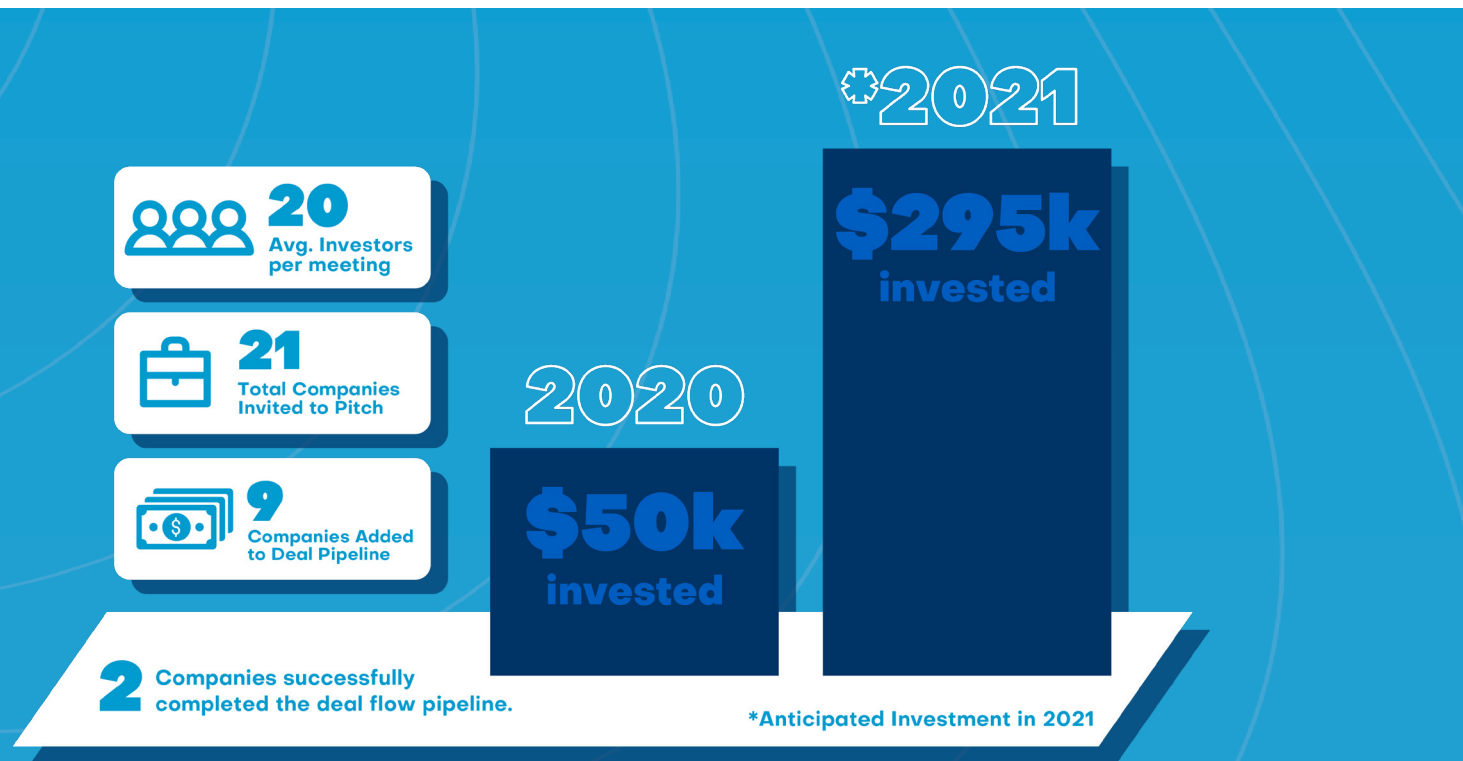 20
Avg. Investors
per meeting
21
Total Companies
Invited to Pitch
9
Companies Added
to Deal Pipeline
2020
$50k
invested
*2021
$295k
invested
2
Companies successfully
completed the deal flow pipeline.
*Anticipated Investment in 2021